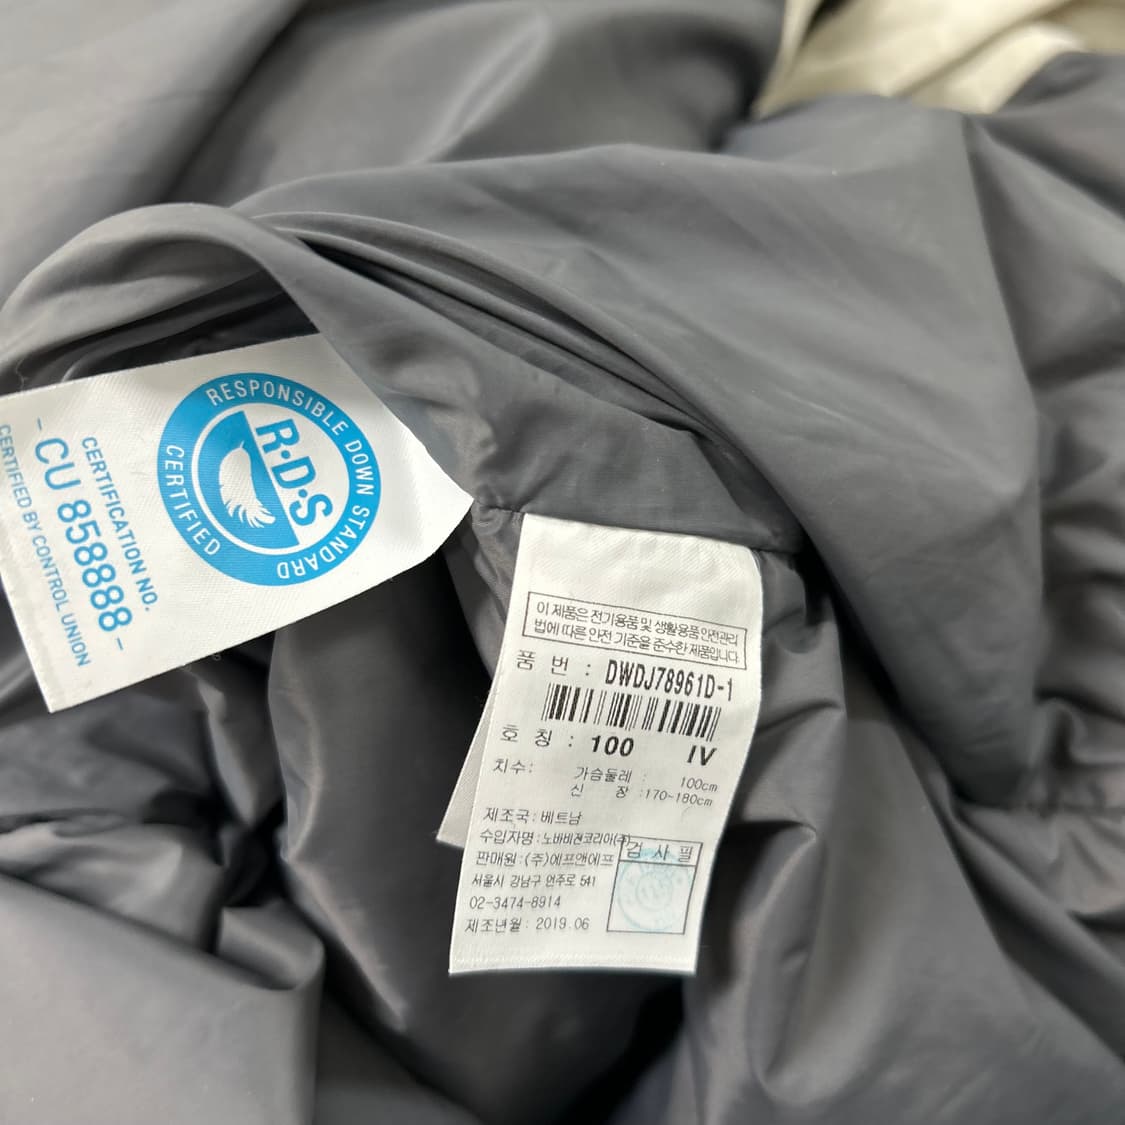 RESPONSIBLE DOWN STANDARD
CERTIFIED
R·D·S
CERTIFICATION NO.
- CU 858888 -
CERTIFIED BY CONTROL UNION
이 제품은 전기용품 및 생활용품 안전관리
법에 따른 안전 기준을 준수한 제품입니다.
품 번 : DWDJ78961D-1
호 칭 : 100 IV
치수: 가슴둘레 : 100cm
신 장 :170~180cm
제조국: 베트남
수입자명: 노바비젼코리아(주)
판매원:(주)에프앤에프
서울시 강남구 언주로 541
02-3474-8914
제조년월: 2019.06
검 사 필